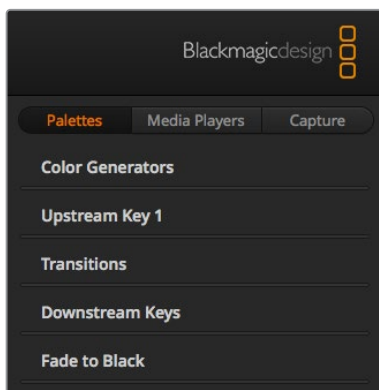 Blackmagicdesign
Palettes Media Players Capture
Color Generators
Upstream Key 1
Transitions
Downstream Keys
Fade to Black